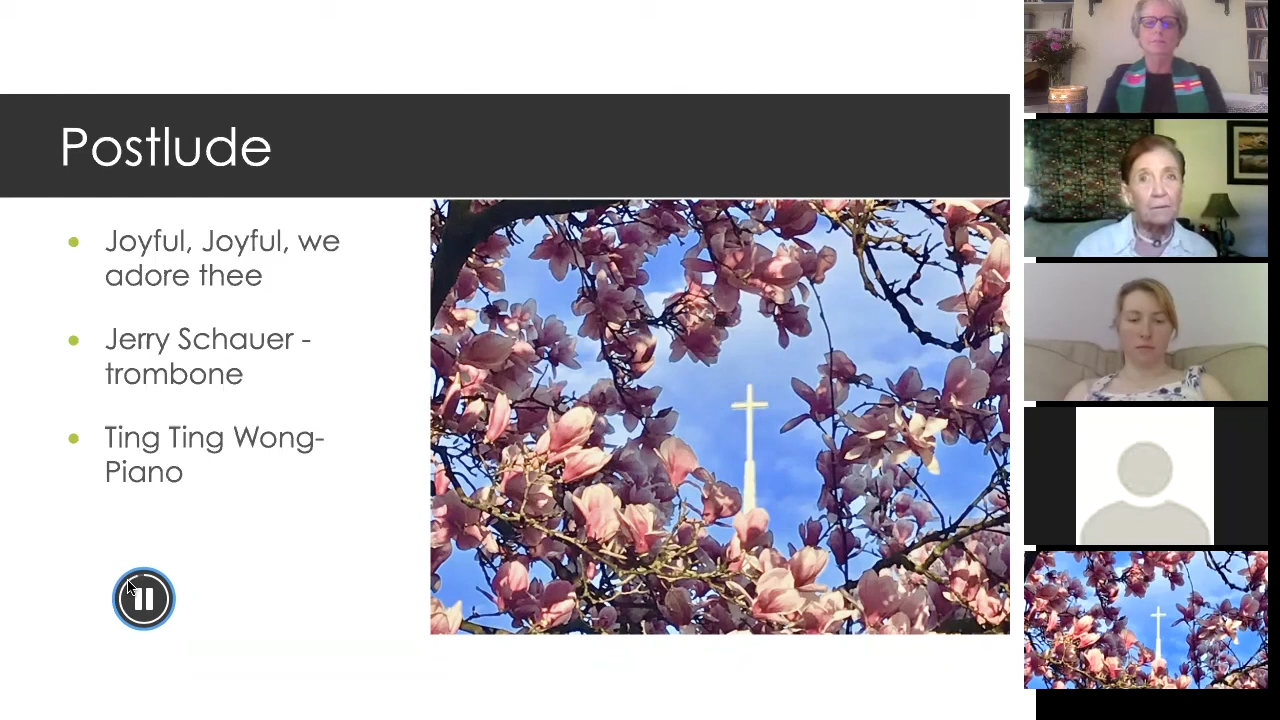 Postlude
Joyful, Joyful, we
adore thee
Jerry Schauer -
trombone
Ting Ting Wong-
Piano